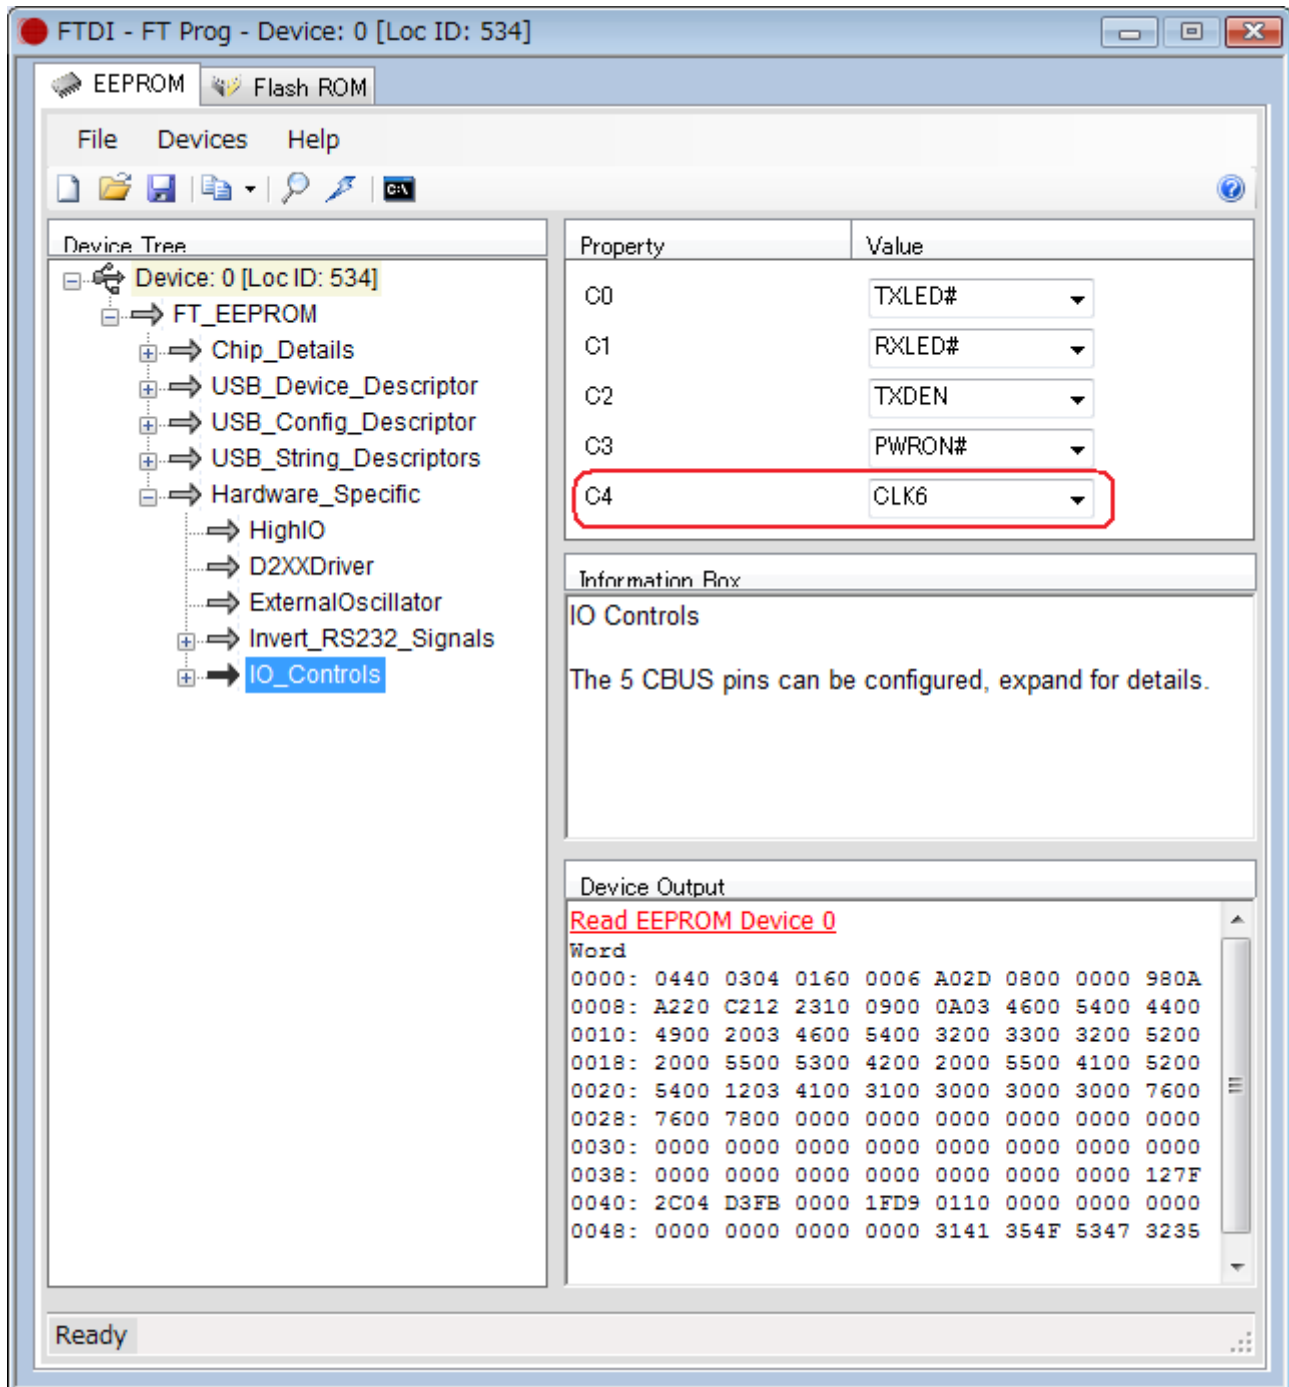 FTDI - FT Prog - Device: 0 [Loc ID: 534]
EEPROM
Flash ROM
File Devices Help
C:\
Device Tree
Device: 0 [Loc ID: 534]
FT_EEPROM
Chip_Details
USB_Device_Descriptor
USB_Config_Descriptor
USB_String_Descriptors
Hardware_Specific
HighIO
D2XXDriver
ExternalOscillator
Invert_RS232_Signals
IO_Controls
Property Value
C0 TXLED#
C1 RXLED#
C2 TXDEN
C3 PWRON#
C4 CLK6
Information Box
IO Controls
The 5 CBUS pins can be configured, expand for details.
Device Output
Read EEPROM Device 0
Word
0000: 0440 0304 0160 0006 A02D 0800 0000 980A
0008: A220 C212 2310 0900 0A03 4600 5400 4400
0010: 4900 2003 4600 5400 3200 3300 3200 5200
0018: 2000 5500 5300 4200 2000 5500 4100 5200
0020: 5400 1203 4100 3100 3000 3000 3000 7600
0028: 7600 7800 0000 0000 0000 0000 0000 0000
0030: 0000 0000 0000 0000 0000 0000 0000 0000
0038: 0000 0000 0000 0000 0000 0000 0000 127F
0040: 2C04 D3FB 0000 1FD9 0110 0000 0000 0000
0048: 0000 0000 0000 0000 3141 354F 5347 3235
Ready